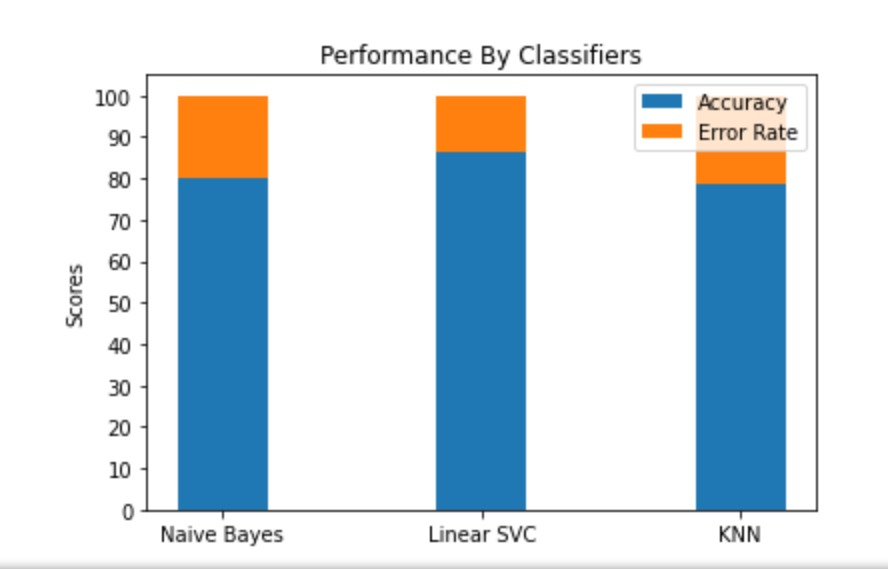 Performance By Classifiers
Accuracy
Error Rate
100
90
80
70
60
50
40
30
20
10
0
Scores
Naive Bayes
Linear SVC
KNN